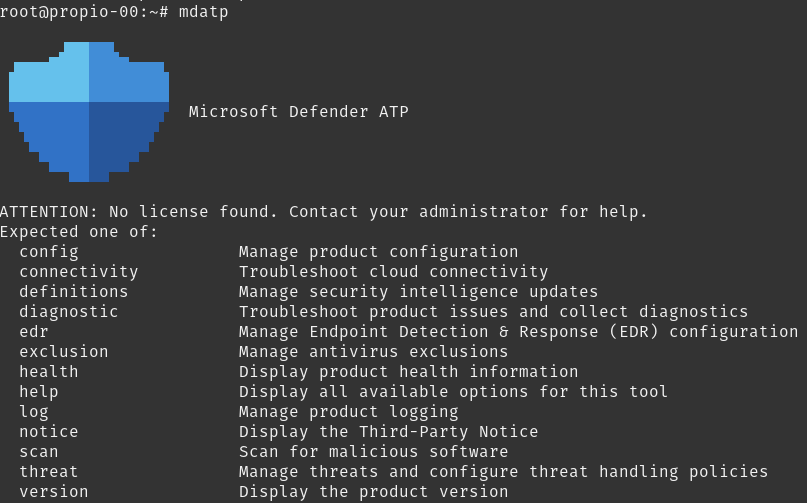 root@propio-00:~# mdatp
Microsoft Defender ATP
ATTENTION: No license found. Contact your administrator for help.
Expected one of:
config Manage product configuration
connectivity Troubleshoot cloud connectivity
definitions Manage security intelligence updates
diagnostic Troubleshoot product issues and collect diagnostics
edr Manage Endpoint Detection & Response (EDR) configuration
exclusion Manage antivirus exclusions
health Display product health information
help Display all available options for this tool
log Manage product logging
notice Display the Third-Party Notice
scan Scan for malicious software
threat Manage threats and configure threat handling policies
version Display the product version